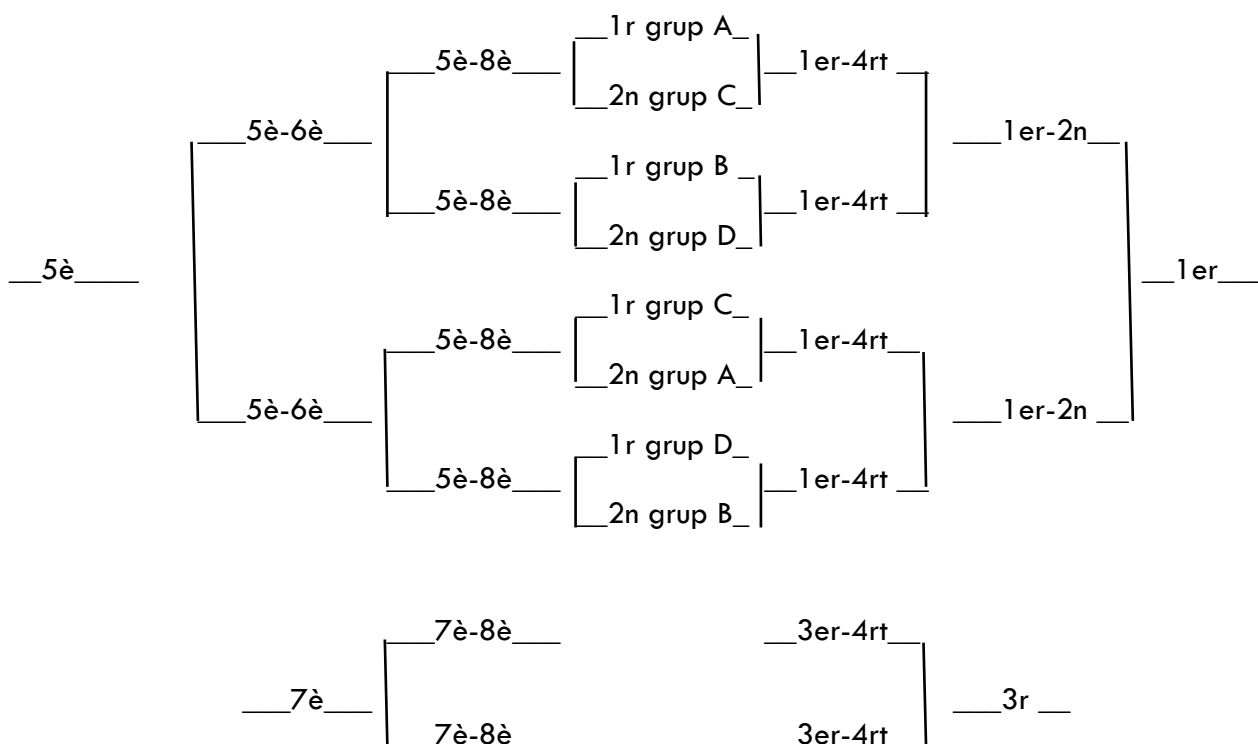 1r grup A
5è-8è 1er-4rt
2n grup C
5è-6è 1er-2n
1r grup B
5è-8è 1er-4rt
2n grup D
5è 1er
1r grup C
5è-8è 1er-4rt
2n grup A
5è-6è 1er-2n
1r grup D
5è-8è 1er-4rt
2n grup B
7è-8è 3er-4rt
7è 3r
7è-8è 3er-4rt